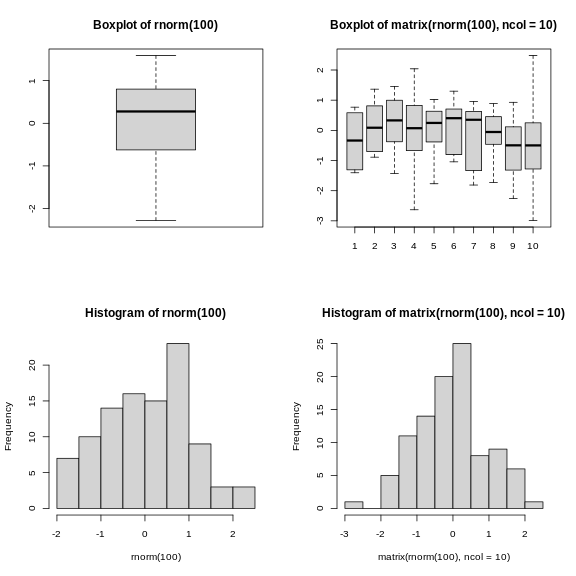 Boxplot of rnorm(100)
1
0
-1
-2
Boxplot of matrix(rnorm(100), ncol = 10)
2
1
0
-1
-2
-3
1 2 3 4 5 6 7 8 9 10
Histogram of rnorm(100)
Frequency
20
15
10
5
0
-2 -1 0 1 2
rnorm(100)
Histogram of matrix(rnorm(100), ncol = 10)
Frequency
25
20
15
10
5
0
-3 -2 -1 0 1 2
matrix(rnorm(100), ncol = 10)